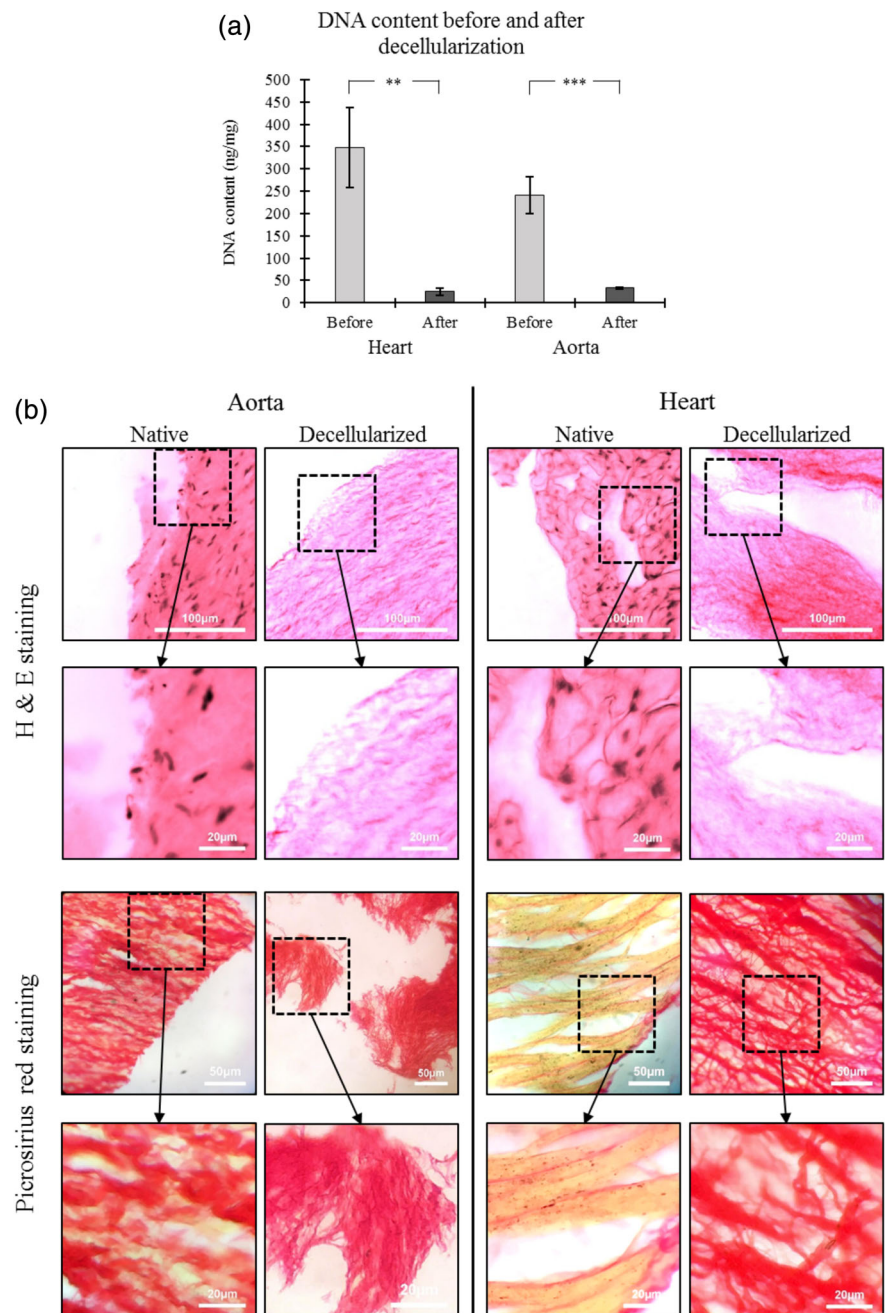 (a)
DNA content before and after
decellularization
** ***
DNA content (ng/mg)
500
450
400
350
300
250
200
150
100
50
0
Before After Before After
Heart Aorta
(b)
Aorta Heart
Native Decellularized Native Decellularized
H & E staining
100µm 100µm 100µm 100µm
20µm 20µm 20µm 20µm
Picrosirius red staining
50µm 50µm 50µm 50µm
20µm 20µm 20µm 20µm